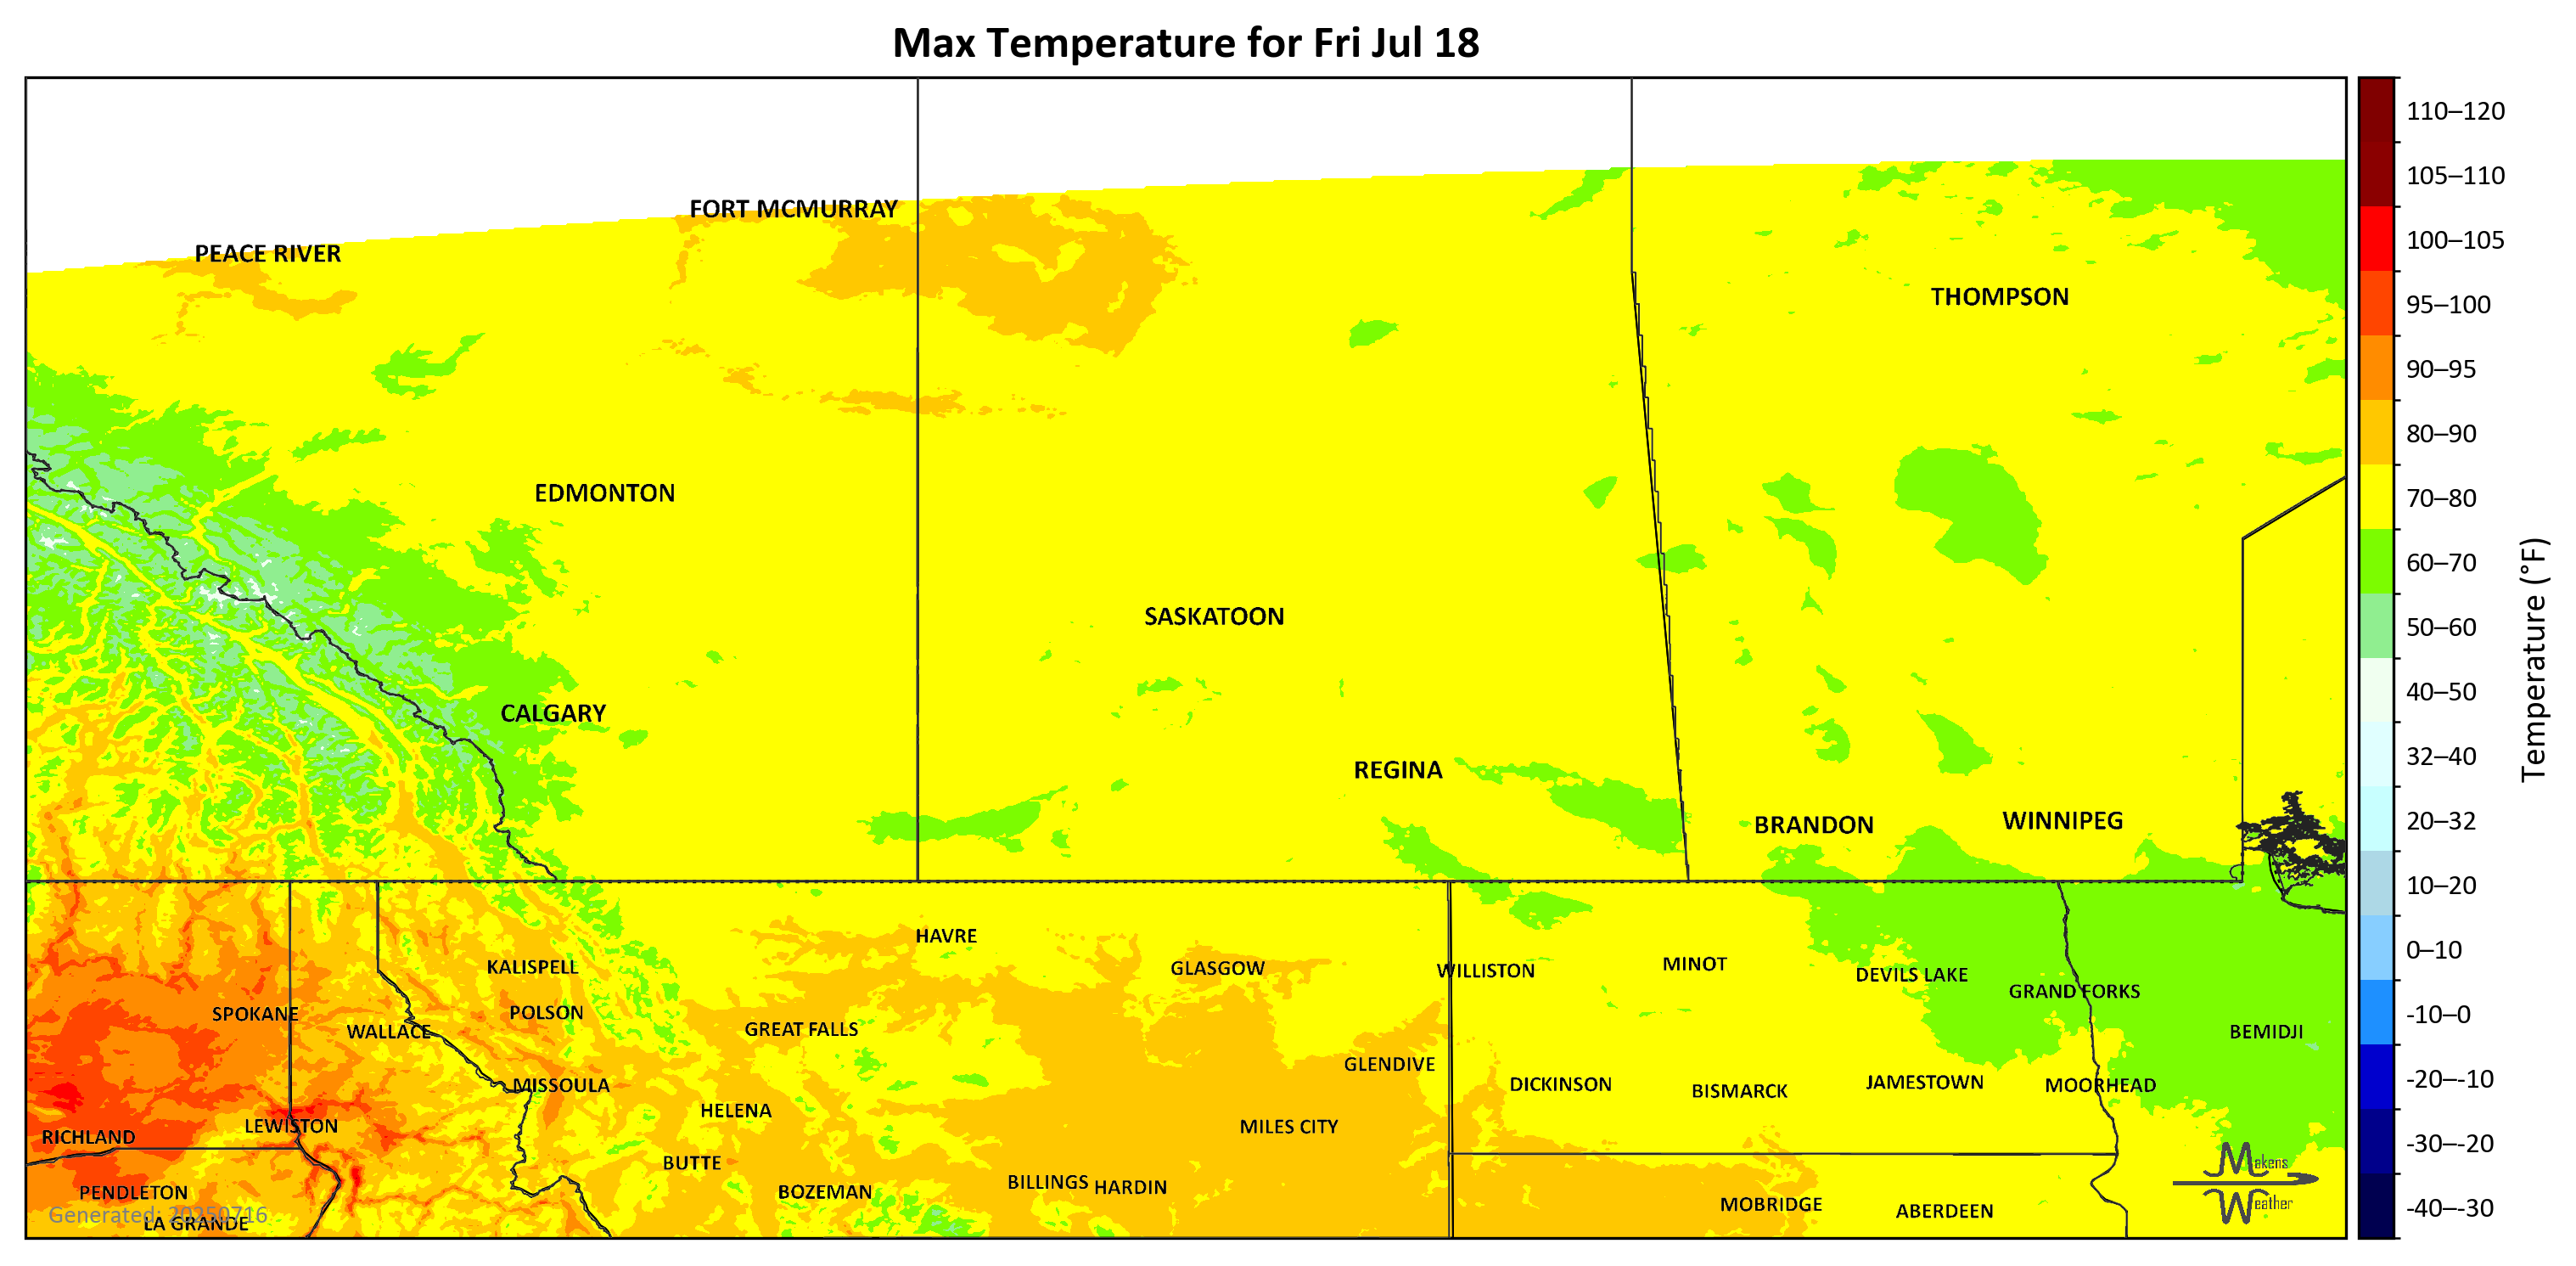 Max Temperature for Fri Jul 18
FORT MCMURRAY
PEACE RIVER
THOMPSON
EDMONTON
SASKATOON
CALGARY
REGINA
BRANDON
WINNIPEG
HAVRE
KALISPELL
GLASGOW
WILLISTON
MINOT
DEVILS LAKE
GRAND FORKS
SPOKANE
POLSON
WALLACE
GREAT FALLS
BEMIDJI
GLENDIVE
MISSOULA
DICKINSON
BISMARCK
JAMESTOWN
MOORHEAD
HELENA
LEWISTON
MILES CITY
RICHLAND
BUTTE
BILLINGS
HARDIN
PENDLETON
BOZEMAN
MOBRIDGE
ABERDEEN
LA GRANDE
Generated: 20250716
Makens
Weather
110–120
105–110
100–105
95–100
90–95
80–90
70–80
60–70
50–60
40–50
32–40
20–32
10–20
0–10
-10–0
-20–-10
-30–-20
-40–-30
Temperature (°F)